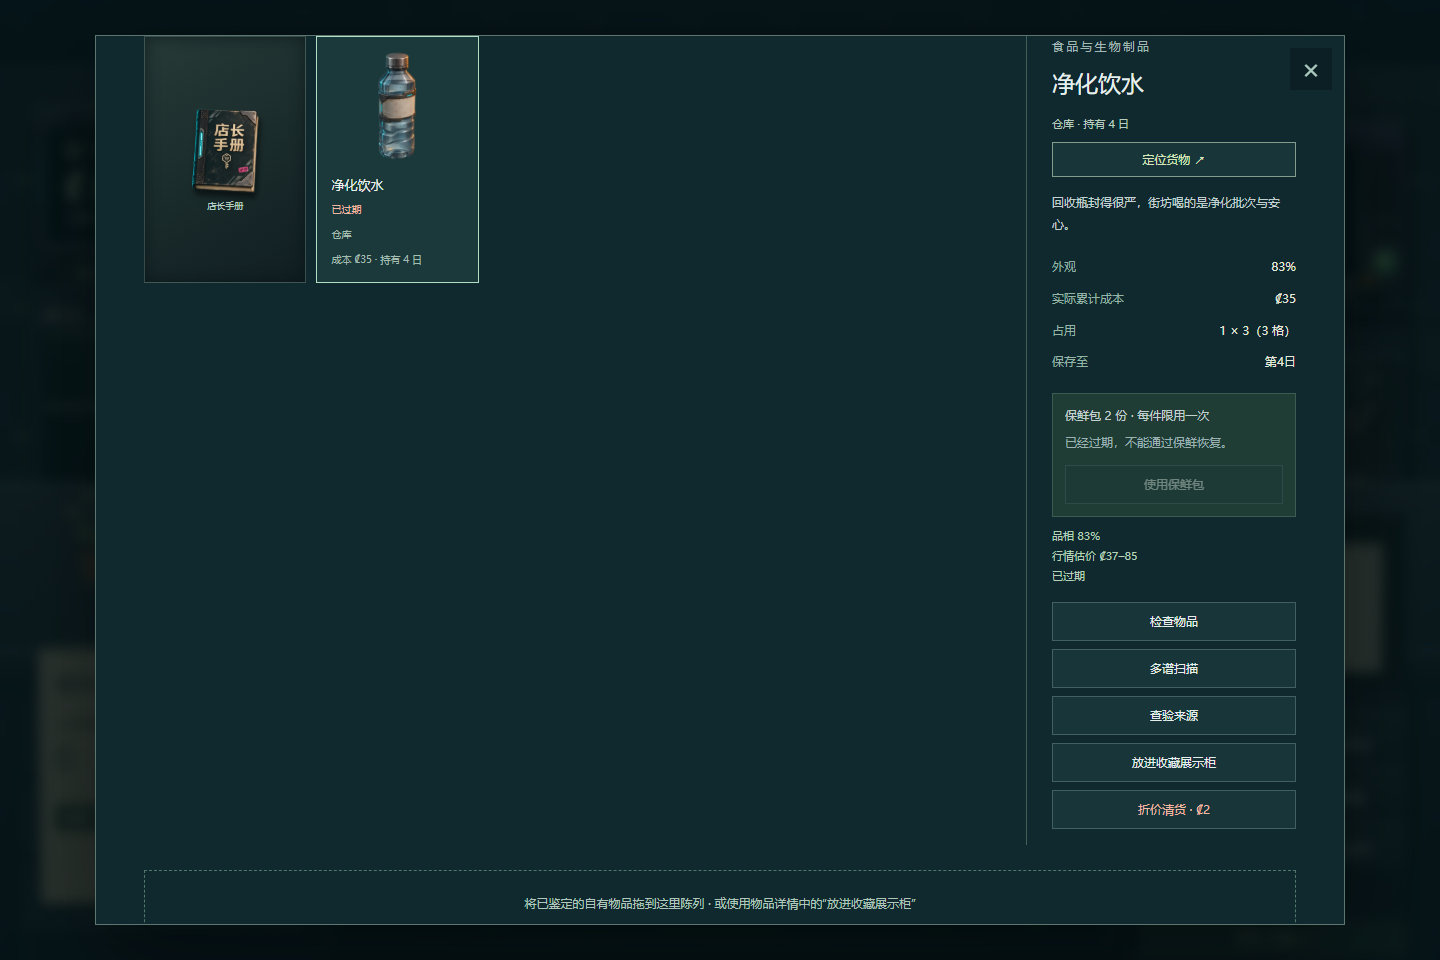 店长
手册
店长手册
净化饮水
已过期
仓库
成本 ₡35 · 持有 4 日
食品与生物制品
净化饮水
×
仓库 · 持有 4 日
定位货物 ↗
回收瓶封得很严，街坊喝的是净化批次与安
心。
外观 83%
实际累计成本 ₡35
占用 1 × 3（3 格）
保存至 第4日
保鲜包 2 份 · 每件限用一次
已经过期，不能通过保鲜恢复。
使用保鲜包
品相 83%
行情估价 ₡37–85
已过期
检查物品
多谱扫描
查验来源
放进收藏展示柜
折价清货 · ₡2
将已鉴定的自有物品拖到这里陈列 · 或使用物品详情中的“放进收藏展示柜”